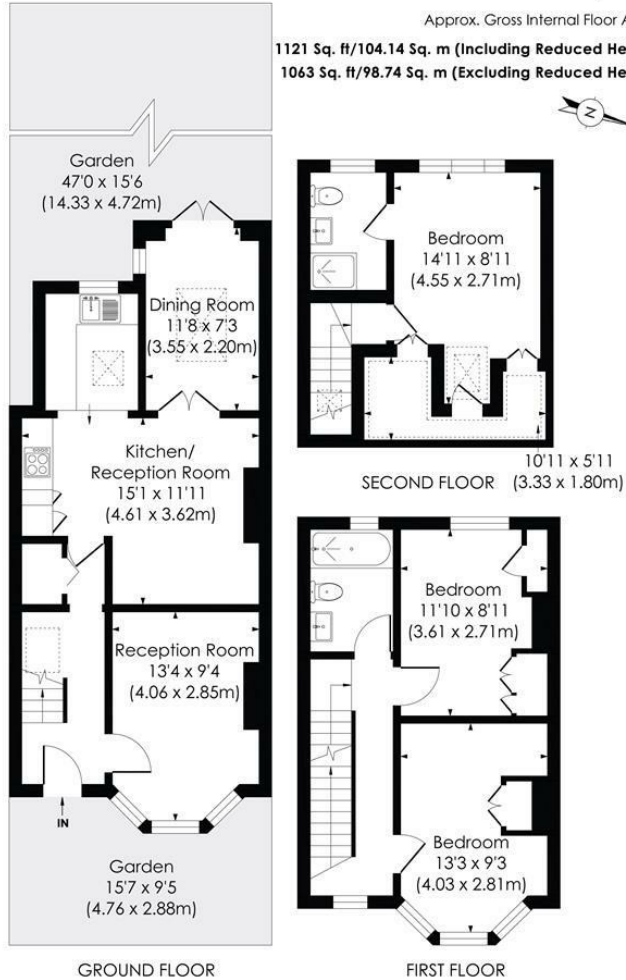 Approx. Gross Internal Floor A
1121 Sq. ft/104.14 Sq. m (Including Reduced He
1063 Sq. ft/98.74 Sq. m (Excluding Reduced He
N
Garden
47'0 x 15'6
(14.33 x 4.72m)
Dining Room
11'8 x 7'3
(3.55 x 2.20m)
Kitchen/
Reception Room
15'1 x 11'11
(4.61 x 3.62m)
Reception Room
13'4 x 9'4
(4.06 x 2.85m)
IN
Garden
15'7 x 9'5
(4.76 x 2.88m)
GROUND FLOOR
Bedroom
14'11 x 8'11
(4.55 x 2.71m)
10'11 x 5'11
(3.33 x 1.80m)
SECOND FLOOR
Bedroom
11'10 x 8'11
(3.61 x 2.71m)
Bedroom
13'3 x 9'3
(4.03 x 2.81m)
FIRST FLOOR